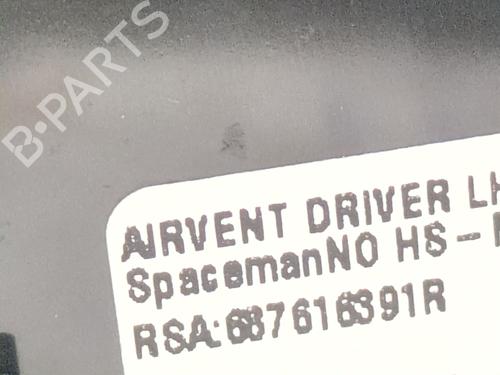 B-PARTS
AIRVENT DRIVER LH
SpacemanNO HS-
RSA:687616391R